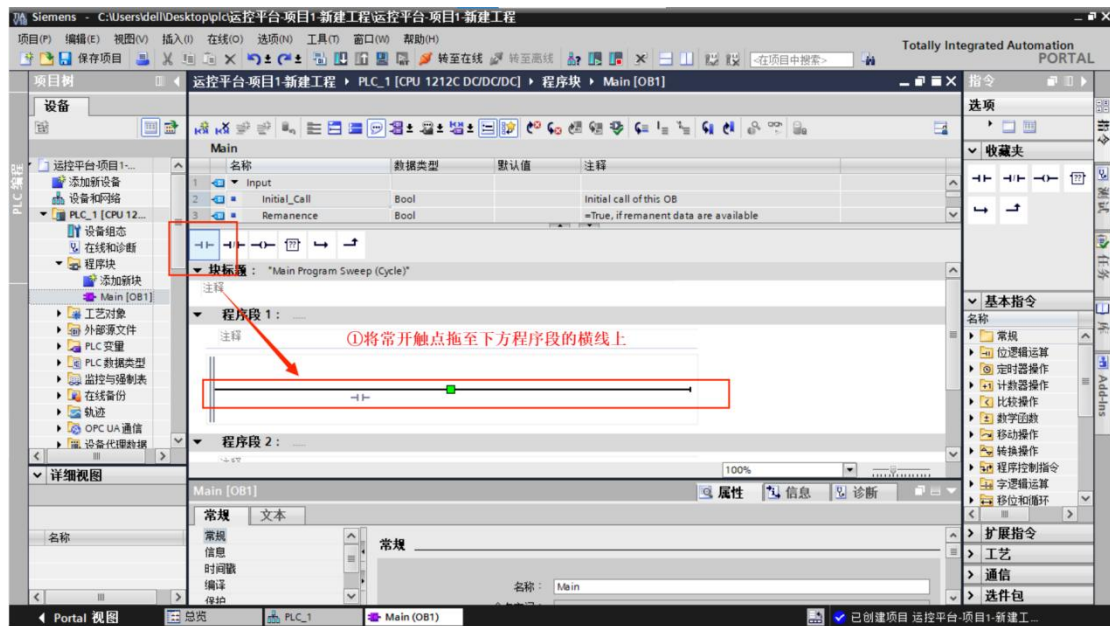 Siemens - C:\Users\dell\Desktop\plc\运控平台-项目1-新建工程\运控平台-项目1-新建工程
项目(P) 编辑(E) 视图(V) 插入(I) 在线(O) 选项(N) 工具(T) 窗口(W) 帮助(H)
Totally Integrated Automation
PORTAL
保存项目 转至在线 转至离线 <在项目中搜索>
项目树
设备
运控平台-项目1-...
添加新设备
设备和网络
PLC_1 [CPU 12...
设备组态
在线和诊断
程序块
添加新块
Main [OB1]
工艺对象
外部源文件
PLC 变量
PLC 数据类型
监控与强制表
在线备份
轨迹
OPC UA 通信
设备代理数据
详细视图
名称
PLC 编程
运控平台-项目1-新建工程 ▸ PLC_1 [CPU 1212C DC/DC/DC] ▸ 程序块 ▸ Main [OB1]
Main
名称 数据类型 默认值 注释
1 Input
2 Initial_Call Bool Initial call of this OB
3 Remanence Bool =True, if remanent data are available
块标题： "Main Program Sweep (Cycle)"
注释
程序段 1： .....
注释
①将常开触点拖至下方程序段的横线上
程序段 2： .....
注释
100%
Main [OB1]
属性 信息 诊断
常规 文本
常规
信息
时间戳
编译
保护
常规
名称： Main
指令
选项
收藏夹
基本指令
名称
常规
位逻辑运算
定时器操作
计数器操作
比较操作
数学函数
移动操作
转换操作
程序控制指令
字逻辑运算
移位和循环
扩展指令
工艺
通信
选件包
指令
测试
任务
库
Add-Ins
Portal 视图 总览 PLC_1 Main (OB1) 已创建项目 运控平台-项目1-新建工...